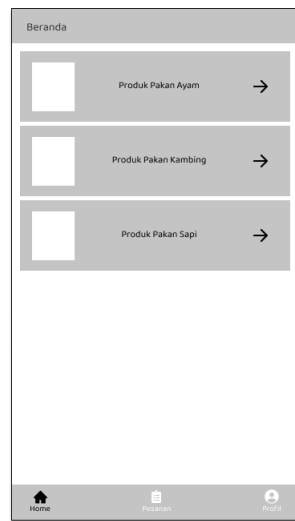 Beranda
Produk Pakan Ayam
Produk Pakan Kambing
Produk Pakan Sapi
Home Pesanan Profil